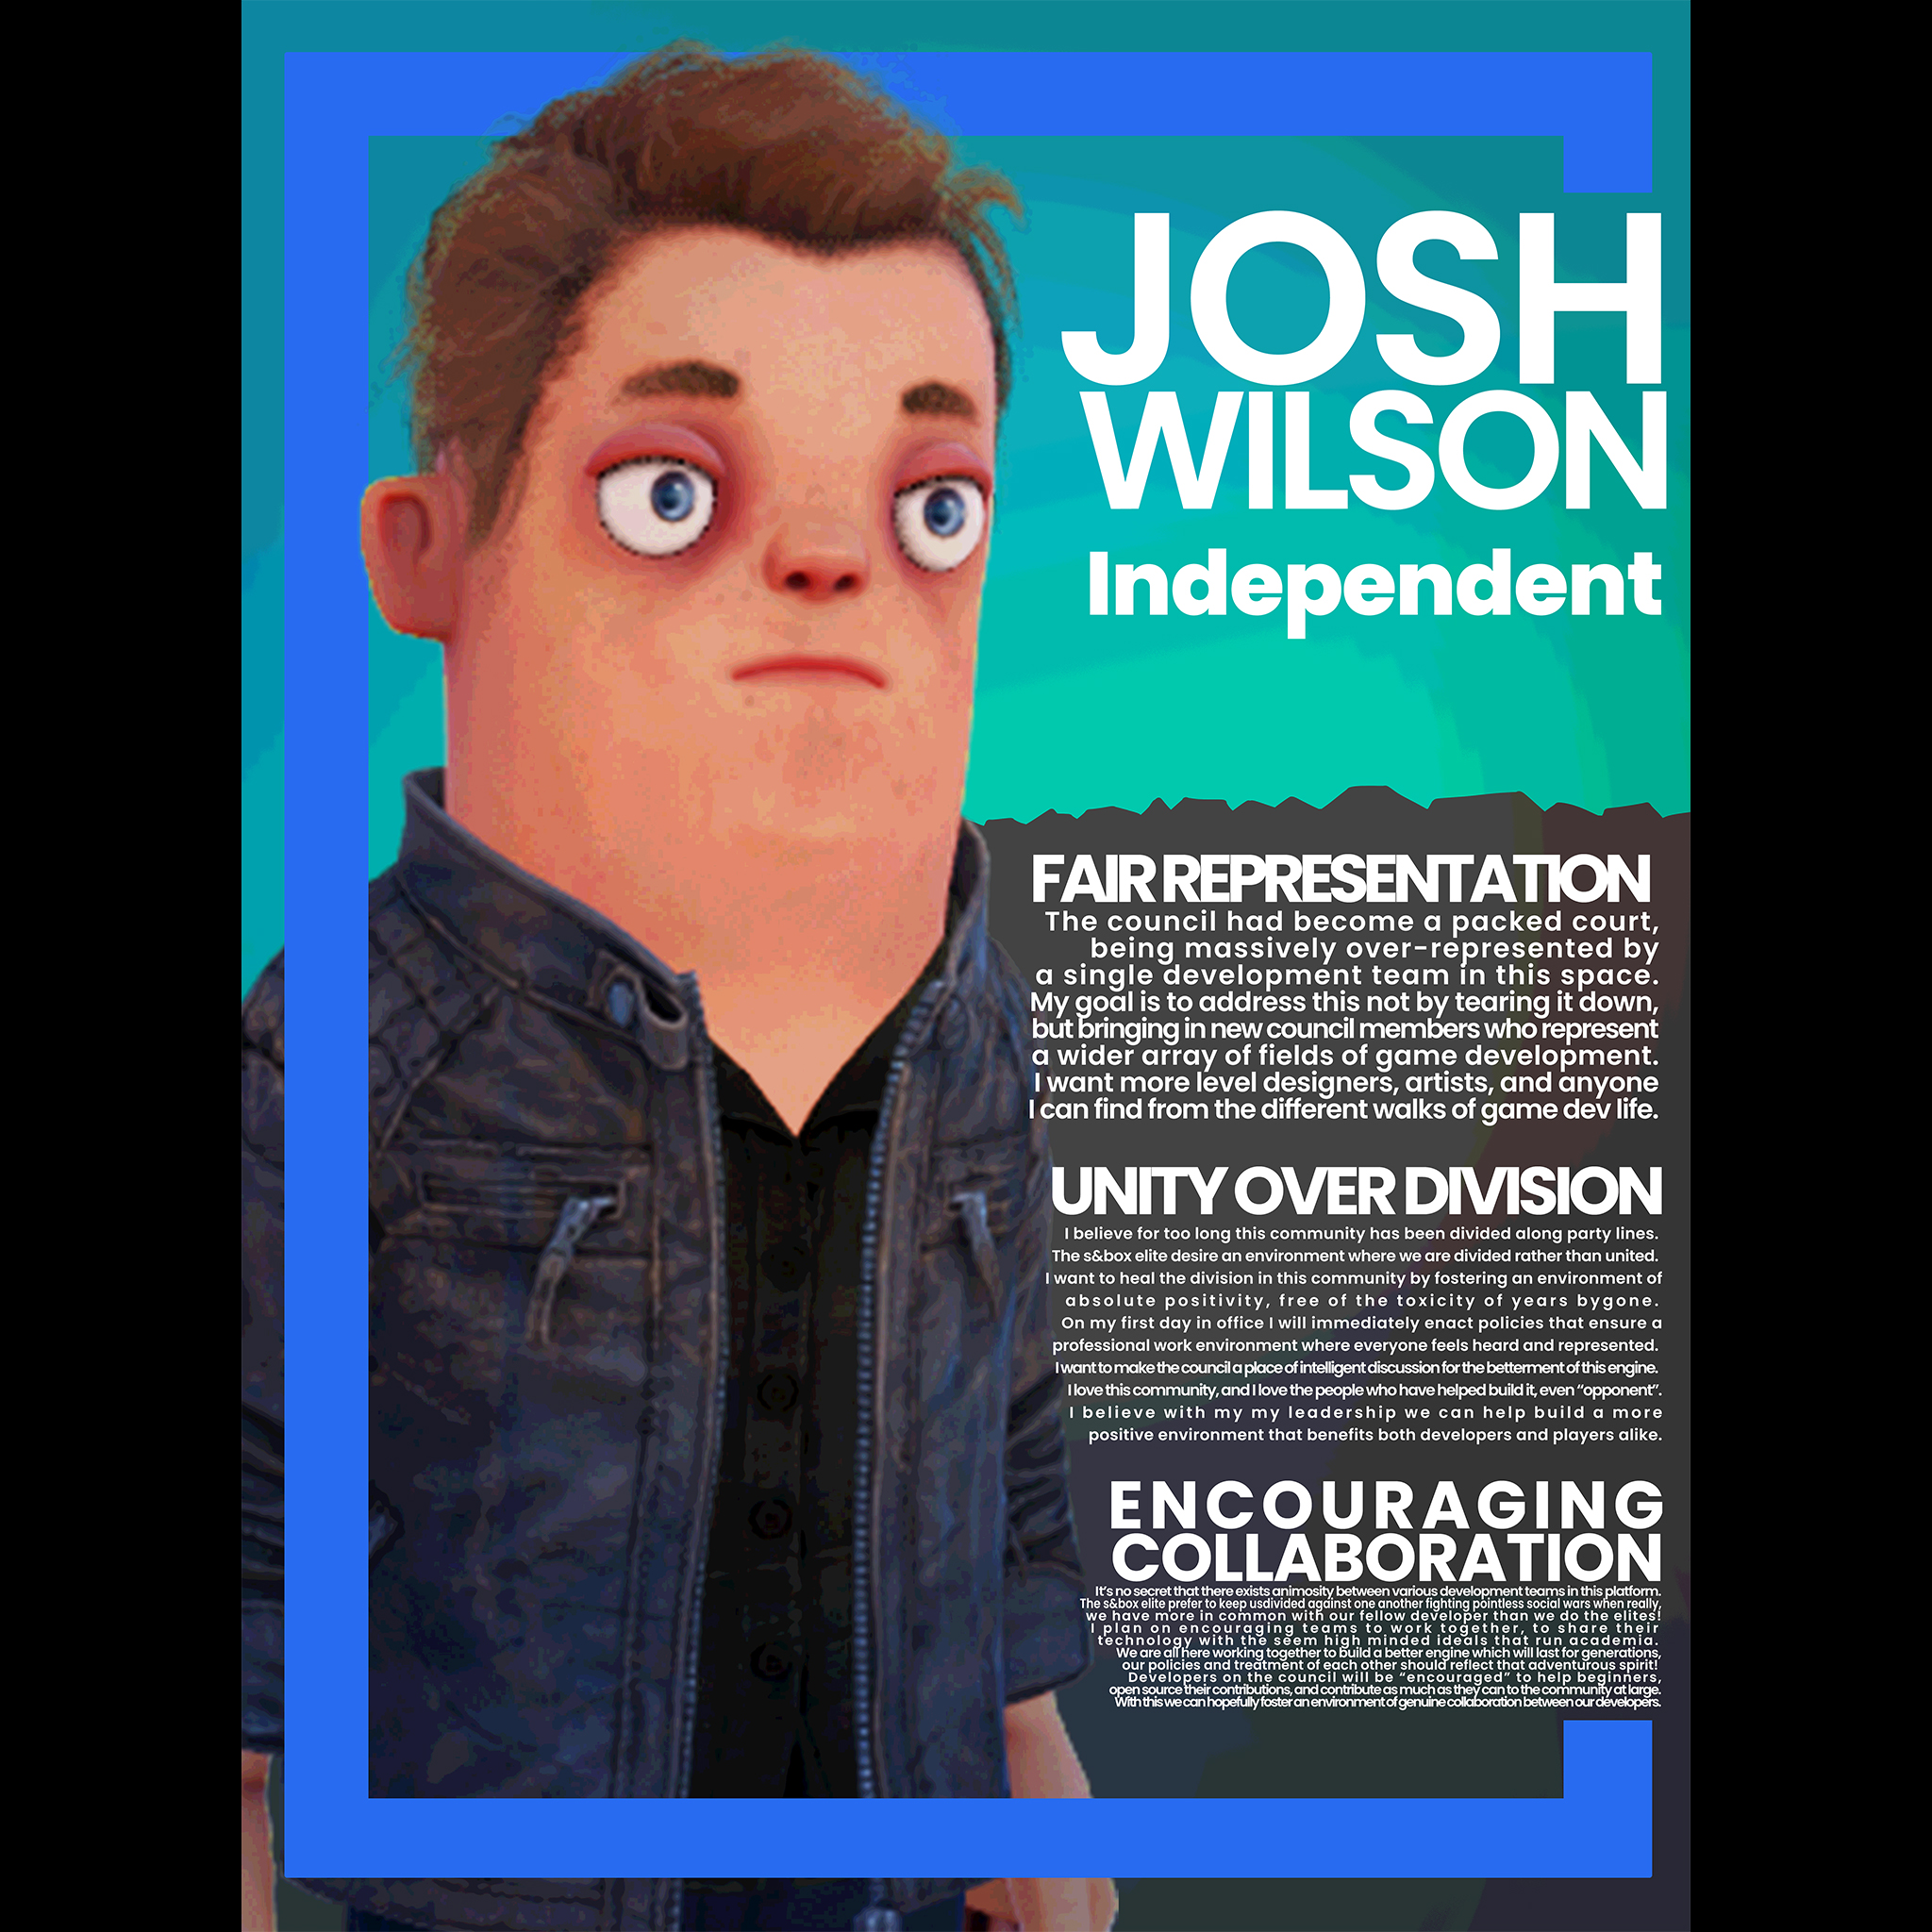 JOSH
WILSON
Independent
FAIR REPRESENTATION
The council had become a packed court,
being massively over-represented by
a single development team in this space.
My goal is to address this not by tearing it down,
but bringing in new council members who represent
a wider array of fields of game development.
I want more level designers, artists, and anyone
I can find from the different walks of game dev life.
UNITY OVER DIVISION
I believe for too long this community has been divided along party lines.
The s&box elite desire an environment where we are divided rather than united.
I want to heal the division in this community by fostering an environment of
absolute positivity, free of the toxicity of years bygone.
On my first day in office I will immediately enact policies that ensure a
professional work environment where everyone feels heard and represented.
I want to make the council a place of intelligent discussion for the betterment of this engine.
I love this community, and I love the people who have helped build it, even “opponent”.
I believe with my my leadership we can help build a more
positive environment that benefits both developers and players alike.
ENCOURAGING
COLLABORATION
It's no secret that there exists animosity between various development teams in this platform.
The s&box elite prefer to keep usdivided against one another fighting pointless social wars when really,
we have more in common with our fellow developer than we do the elites!
I plan on encouraging teams to work together, to share their
technology with the seem high minded ideals that run academia.
We are all here working together to build a better engine which will last for generations,
our policies and treatment of each other should reflect that adventurous spirit!
Developers on the council will be “encouraged” to help beginners,
open source their contributions, and contribute as much as they can to the community at large.
With this we can hopefully foster an environment of genuine collaboration between our developers.